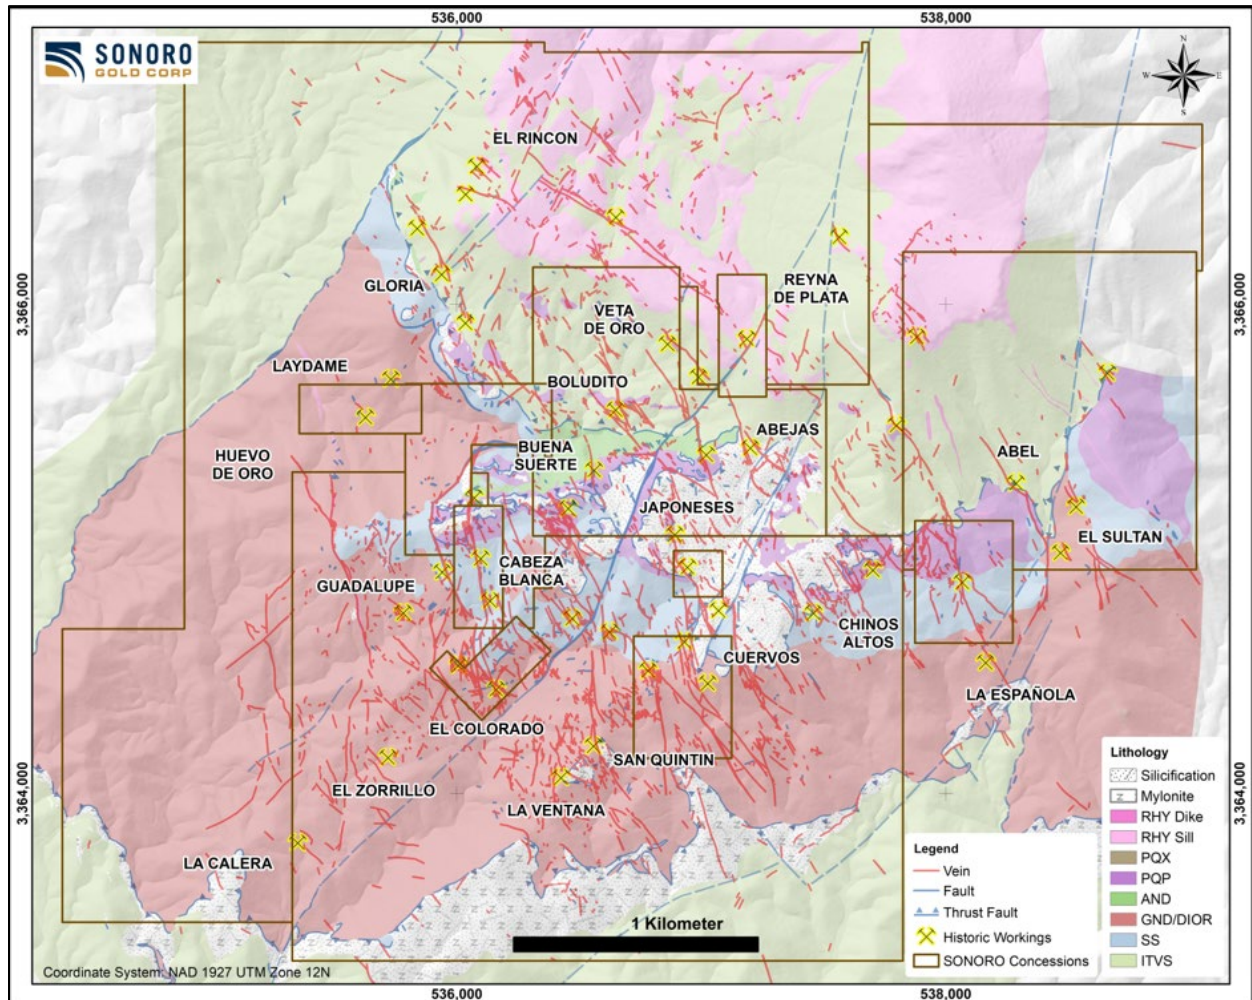 536,000
538,000
SONORO
GOLD CORP
N
W
E
S
EL RINCON
3,366,000
3,366,000
GLORIA
REYNA
DE PLATA
VETA
DE ORO
LAYDAME
BOLUDITO
ABEJAS
BUENA
SUERTE
HUEVO
DE ORO
ABEL
JAPONESES
EL SULTAN
CABEZA
BLANCA
GUADALUPE
CHINOS
ALTOS
CUERVOS
LA ESPAÑOLA
EL COLORADO
SAN QUINTIN
EL ZORRILLO
LA VENTANA
3,364,000
3,364,000
LA CALERA
Lithology
Silicification
Z Mylonite
RHY Dike
RHY Sill
PQX
PQP
AND
GND/DIOR
SS
ITVS
Legend
Vein
Fault
Thrust Fault
Historic Workings
SONORO Concessions
1 Kilometer
Coordinate System: NAD 1927 UTM Zone 12N
536,000
538,000